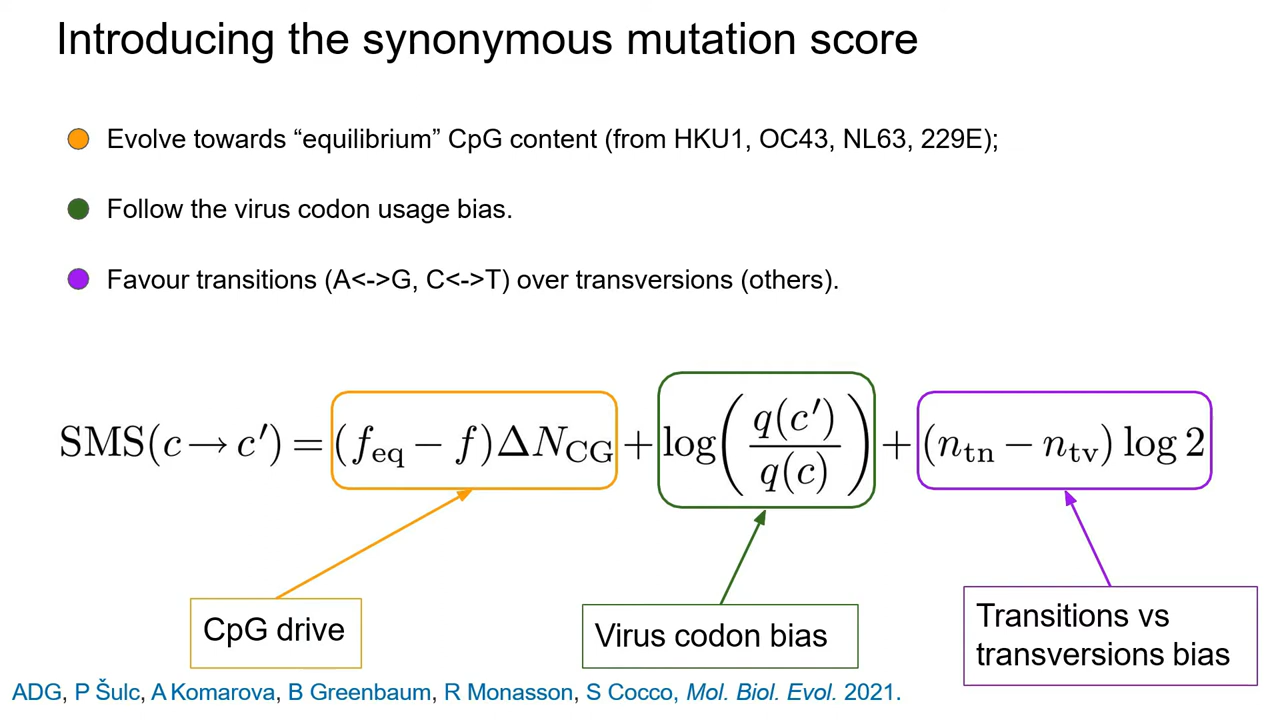 Introducing the synonymous mutation score
Evolve towards “equilibrium” CpG content (from HKU1, OC43, NL63, 229E);
Follow the virus codon usage bias.
Favour transitions (A<->G, C<->T) over transversions (others).
SMS(c → c′) = (f_eq − f)ΔN_CG + log(q(c′)/q(c)) + (n_tn − n_tv) log 2
CpG drive
Virus codon bias
Transitions vs
transversions bias
ADG, P Šulc, A Komarova, B Greenbaum, R Monasson, S Cocco, Mol. Biol. Evol. 2021.